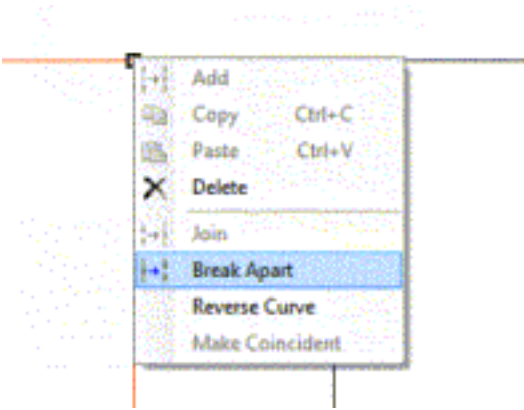 Add
Copy Ctrl+C
Paste Ctrl+V
Delete
Join
Break Apart
Reverse Curve
Make Coincident